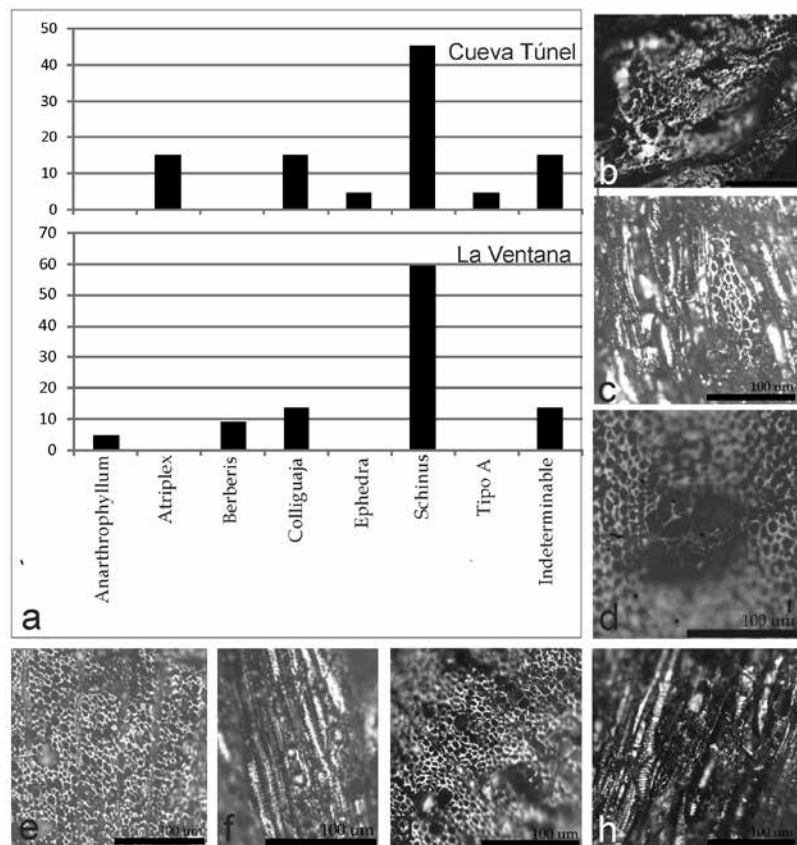 50
Cueva Túnel
40
30
20
10
0
70
La Ventana
60
50
40
30
20
10
0
Anarthrophyllum
Atriplex
Berberis
Colliguaja
Ephedra
Schinus
Tipo A
Indeterminable
a
b
c
100 um
d
100 um
e
100 um
f
100 um
g
100 um
h
100 um